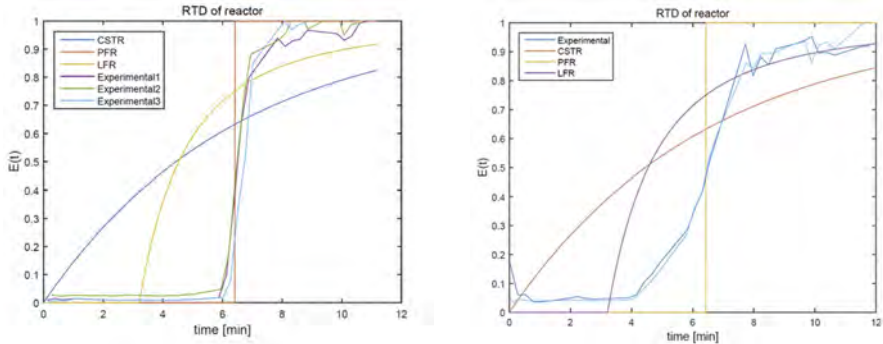 RTD of reactor
CSTR
PFR
LFR
Experimental1
Experimental2
Experimental3
E(t)
1
0.9
0.8
0.7
0.6
0.5
0.4
0.3
0.2
0.1
0
0 2 4 6 8 10 12
time [min]
RTD of reactor
Experimental
CSTR
PFR
LFR
E(t)
1
0.9
0.8
0.7
0.6
0.5
0.4
0.3
0.2
0.1
0
0 2 4 6 8 10 12
time [min]